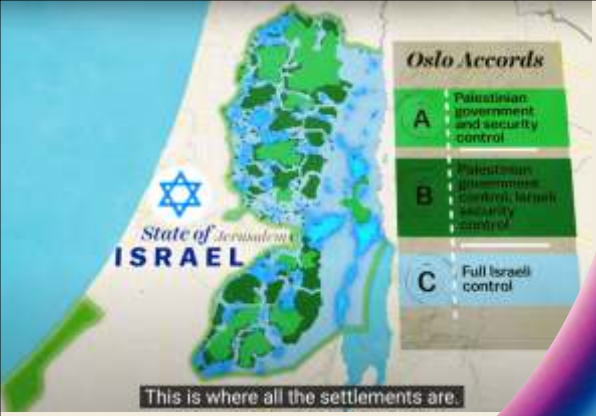 Oslo Accords
A
Palestinian
government
and security
control
B
Palestinian
government
control, Israeli
security
control
C
Full Israeli
control
State of Jerusalem
ISRAEL
This is where all the settlements are.